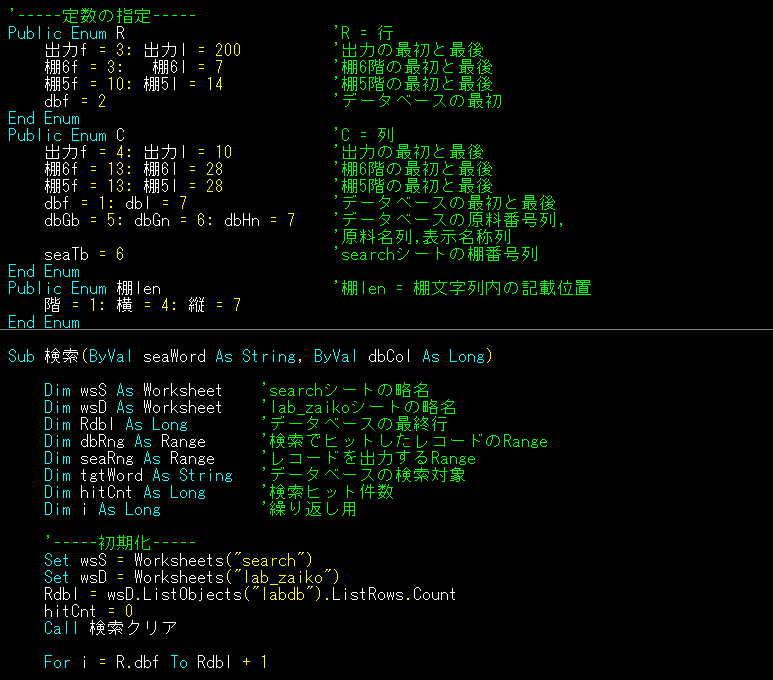 '-----定数の指定-----
Public Enum R 'R = 行
出力f = 3: 出力l = 200 '出力の最初と最後
棚6f = 3: 棚6l = 7 '棚6階の最初と最後
棚5f = 10: 棚5l = 14 '棚5階の最初と最後
dbf = 2 'データベースの最初
End Enum
Public Enum C 'C = 列
出力f = 4: 出力l = 10 '出力の最初と最後
棚6f = 13: 棚6l = 28 '棚6階の最初と最後
棚5f = 13: 棚5l = 28 '棚5階の最初と最後
dbf = 1: dbl = 7 'データベースの最初と最後
dbGb = 5: dbGn = 6: dbHn = 7 'データベースの原料番号列,
'原料名列,表示名称列
seaTb = 6 'searchシートの棚番号列
End Enum
Public Enum 棚len '棚len = 棚文字列内の記載位置
階 = 1: 横 = 4: 縦 = 7
End Enum
Sub 検索(ByVal seaWord As String, ByVal dbCol As Long)
Dim wsS As Worksheet 'searchシートの略名
Dim wsD As Worksheet 'lab_zaikoシートの略名
Dim Rdbl As Long 'データベースの最終行
Dim dbRng As Range '検索でヒットしたレコードのRange
Dim seaRng As Range 'レコードを出力するRange
Dim tgtWord As String 'データベースの検索対象
Dim hitCnt As Long '検索ヒット件数
Dim i As Long '繰り返し用
'-----初期化-----
Set wsS = Worksheets("search")
Set wsD = Worksheets("lab_zaiko")
Rdbl = wsD.ListObjects("labdb").ListRows.Count
hitCnt = 0
Call 検索クリア
For i = R.dbf To Rdbl + 1